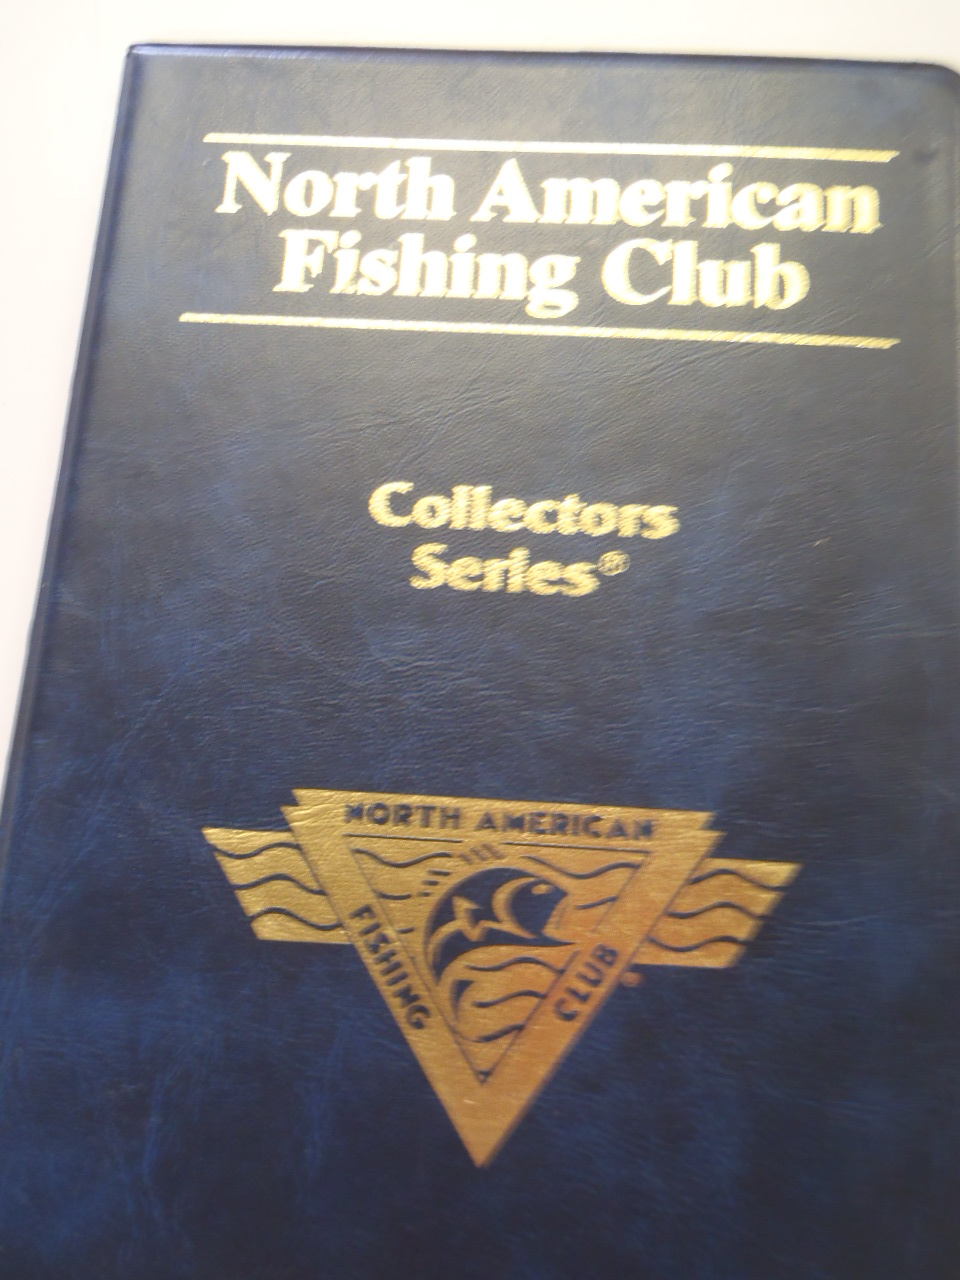 North American
Fishing Club
Collectors
Series®
NORTH AMERICAN
FISHING
CLUB